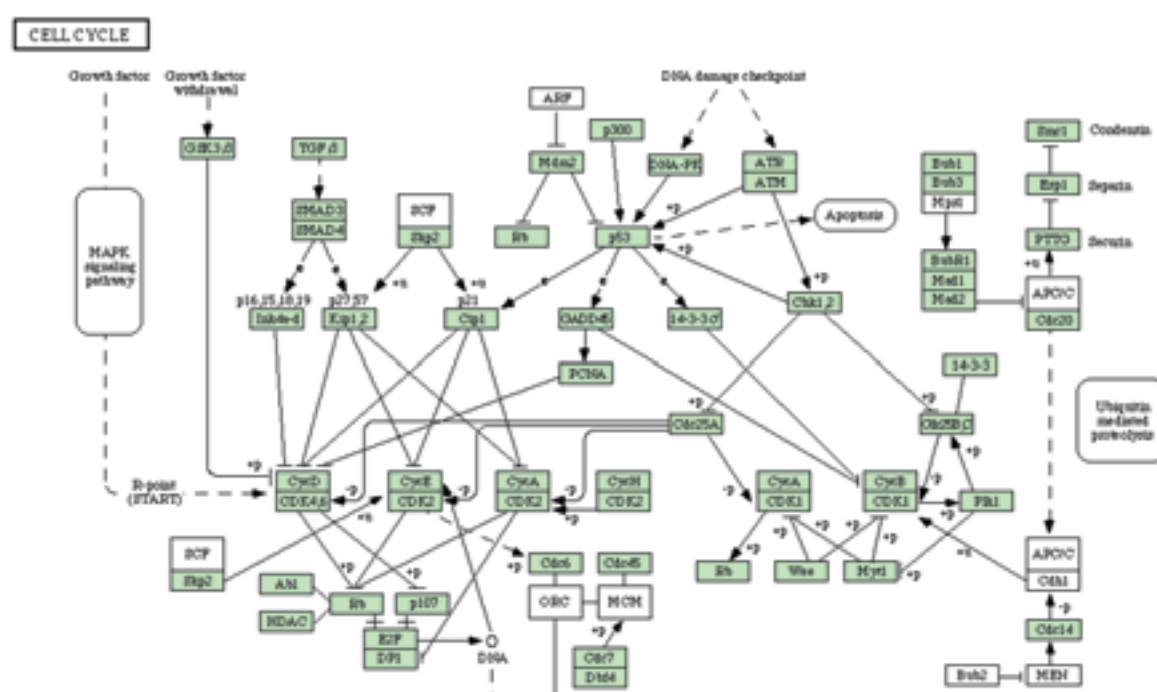 CELL CYCLE
Growth factor
Growth factor
withdrawal
DNA damage checkpoint
ARF
p300
Smc1
Condensin
GSK3β
TGFβ
Mdm2
DNA-PK
ATR
ATM
Bub1
Bub3
Mps1
Esp1
Separin
MAPK
signaling
pathway
SMAD3
SMAD4
SCF
Skp2
Rb
p53
+p
Apoptosis
+p
PTTG
Securin
BubR1
Mad1
Mad2
+u
APC/C
Cdc20
e
e
+u
+u
e
e
e
+p
p16,15,18,19
Ink4a-d
p27,57
Kip1,2
p21
Cip1
GADD45
14-3-3σ
Chk1,2
PCNA
14-3-3
+p
Cdc25A
+p
Cdc25B,C
Ubiquitin
mediated
proteolysis
R-point
(START)
+p
CycD
CDK4,6
-p
CycE
CDK2
-p
CycA
CDK2
-p
+p
CycH
CDK2
-p
CycA
CDK1
CycB
CDK1
-p
+p
+p
Plk1
+u
SCF
Skp2
+u
+p
+p
+p
Cdc6
Cdc45
+p
Rb
+p
Wee
+p
+p
Myt1
+p
+u
APC/C
Cdh1
Abl
HDAC
Rb
p107
ORC
MCM
E2F
DP1
DNA
+p
Cdc7
Dbf4
-p
Cdc14
Bub2
MEN